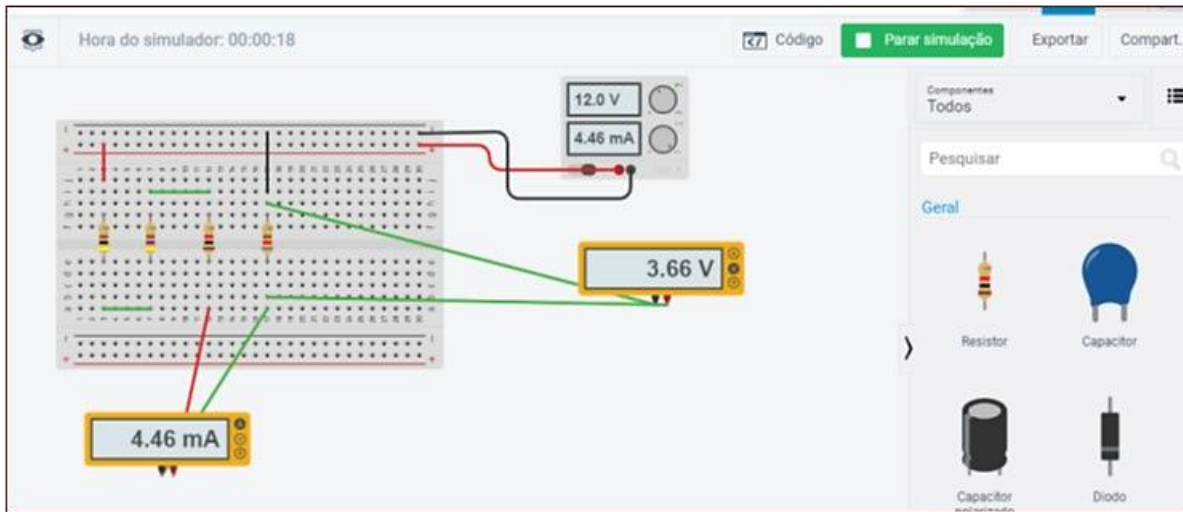 Hora do simulador: 00:00:18
Código
Parar simulação
Exportar
Compart.
12.0 V
4.46 mA
Componentes
Todos
Pesquisar
Geral
3.66 V
Resistor
Capacitor
4.46 mA
Capacitor
polarizado
Diodo